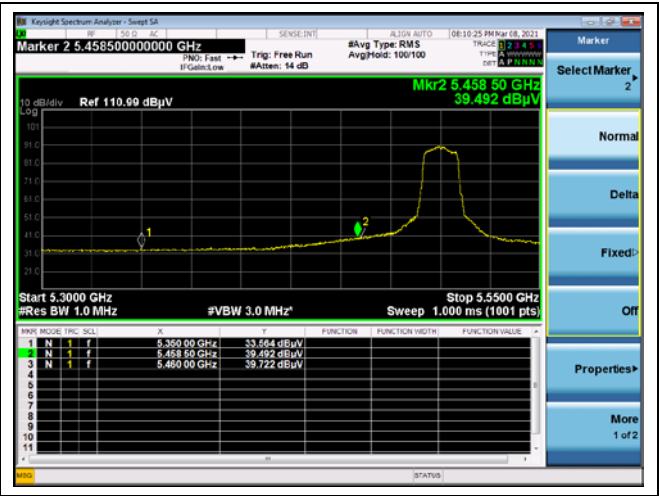 Keysight Spectrum Analyzer - Swept SA
RF 50 Ω AC SENSE:INT ALIGN AUTO 08:10:25 PM Mar 08, 2021
Marker 2 5.458500000000 GHz
PNO: Fast
IFGain:Low
Trig: Free Run
#Atten: 14 dB
#Avg Type: RMS
Avg|Hold: 100/100
TRACE 1 2 3 4 5 6
TYPE A WWWWW
DET A P N N N N
Mkr2 5.458 50 GHz
39.492 dBµV
10 dB/div Ref 110.99 dBµV
Log
101
91.0
81.0
71.0
61.0
51.0
41.0
31.0
21.0
1
2
Start 5.3000 GHz Stop 5.5500 GHz
#Res BW 1.0 MHz #VBW 3.0 MHz* Sweep 1.000 ms (1001 pts)
MKR MODE TRC SCL X Y FUNCTION FUNCTION WIDTH FUNCTION VALUE
1 N 1 f 5.350 00 GHz 33.564 dBµV
2 N 1 f 5.458 50 GHz 39.492 dBµV
3 N 1 f 5.460 00 GHz 39.722 dBµV
4
5
6
7
8
9
10
11
MSG STATUS
Marker
Select Marker
2
Normal
Delta
Fixed
Off
Properties
More
1 of 2